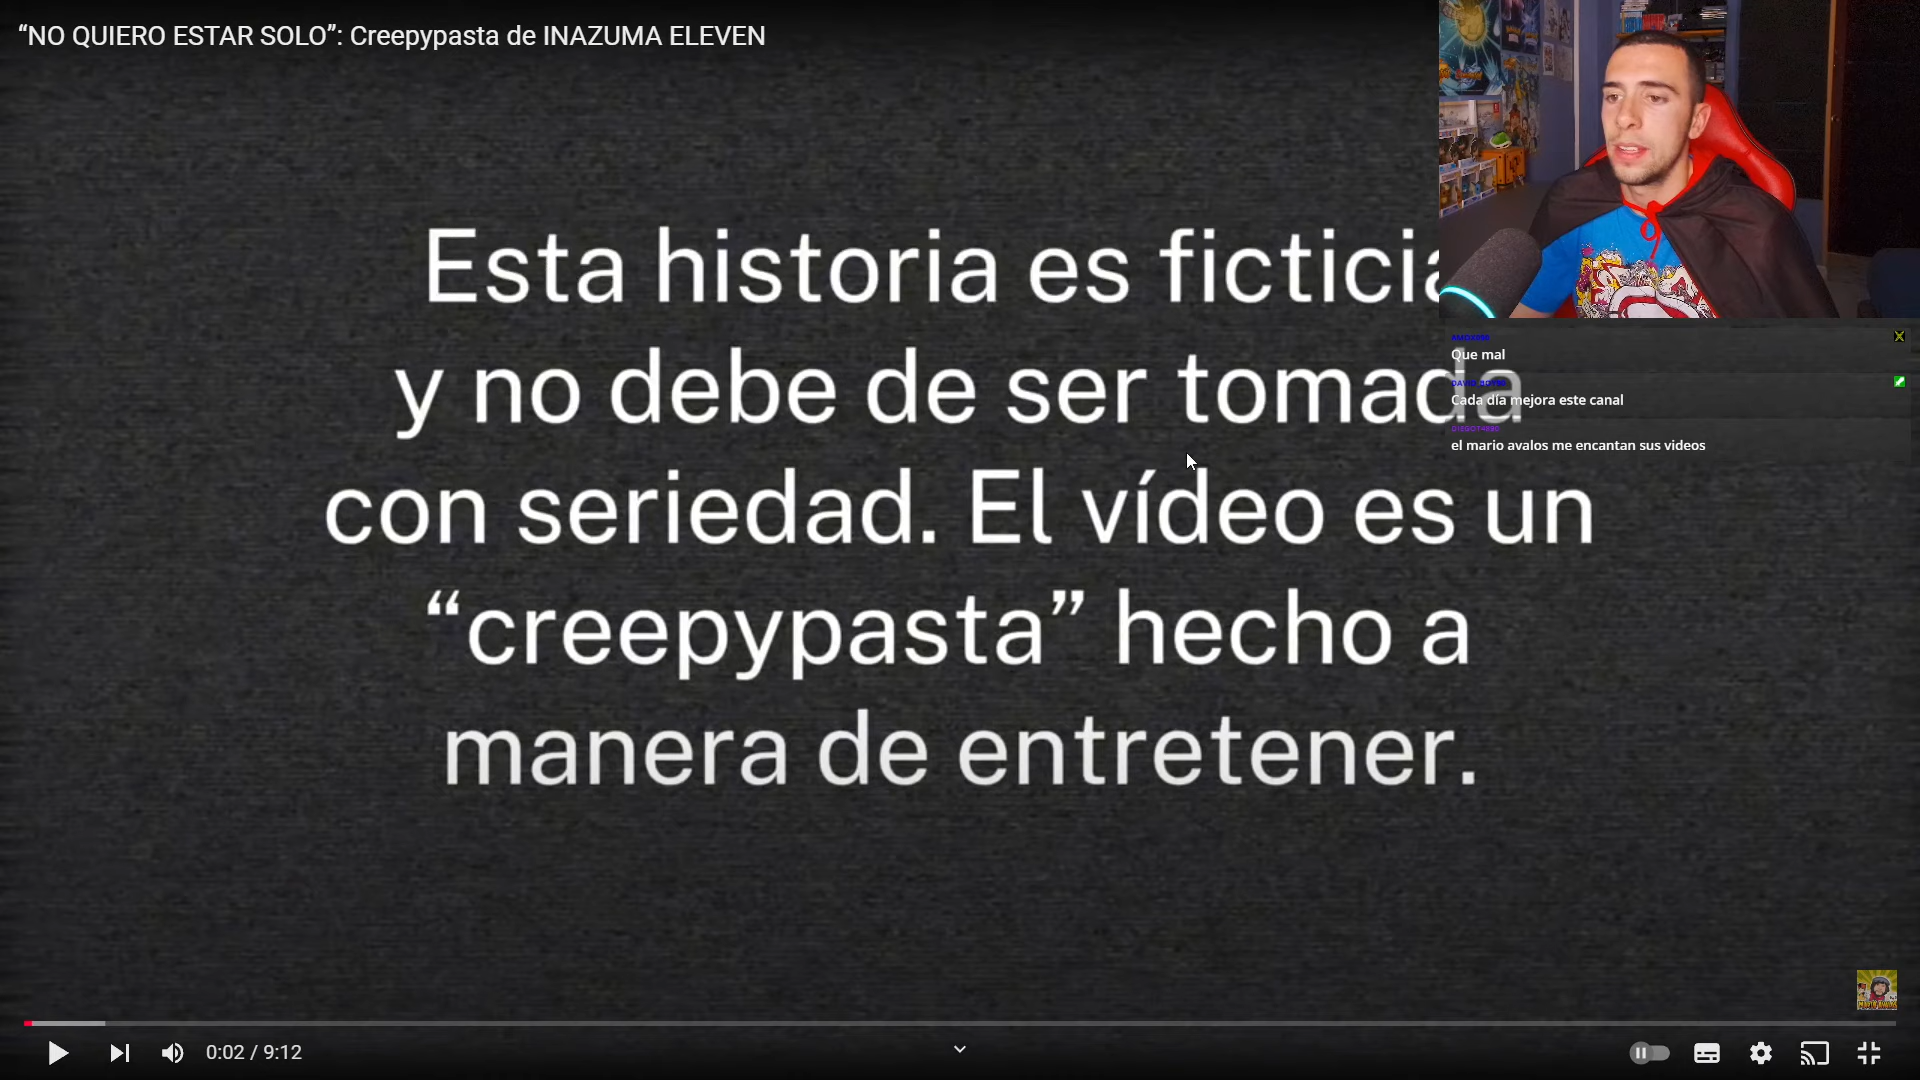 “NO QUIERO ESTAR SOLO”: Creepypasta de INAZUMA ELEVEN
Esta historia es ficticia
y no debe de ser tomada
con seriedad. El vídeo es un
“creepypasta” hecho a
manera de entretener.
Que mal
Cada día mejora este canal
el mario avalos me encantan sus videos
0:02 / 9:12